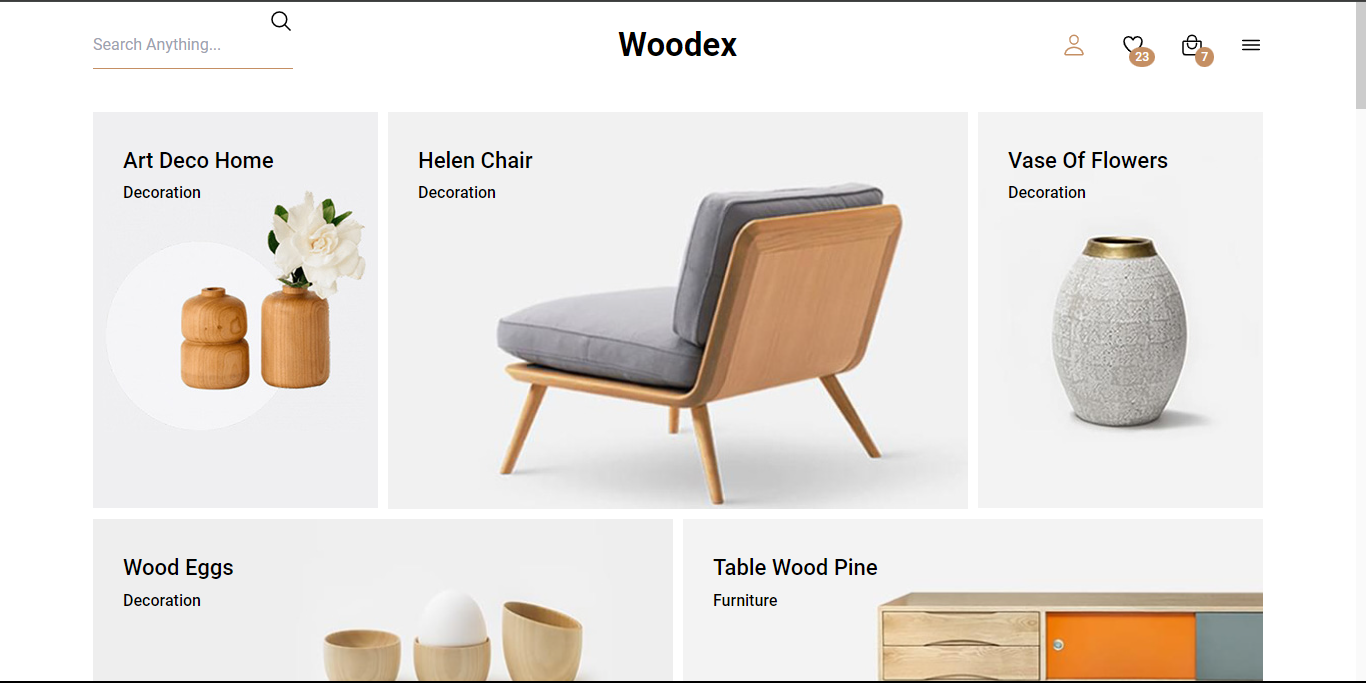 Search Anything...
Woodex
23
7
Art Deco Home
Decoration
Helen Chair
Decoration
Vase Of Flowers
Decoration
Wood Eggs
Decoration
Table Wood Pine
Furniture